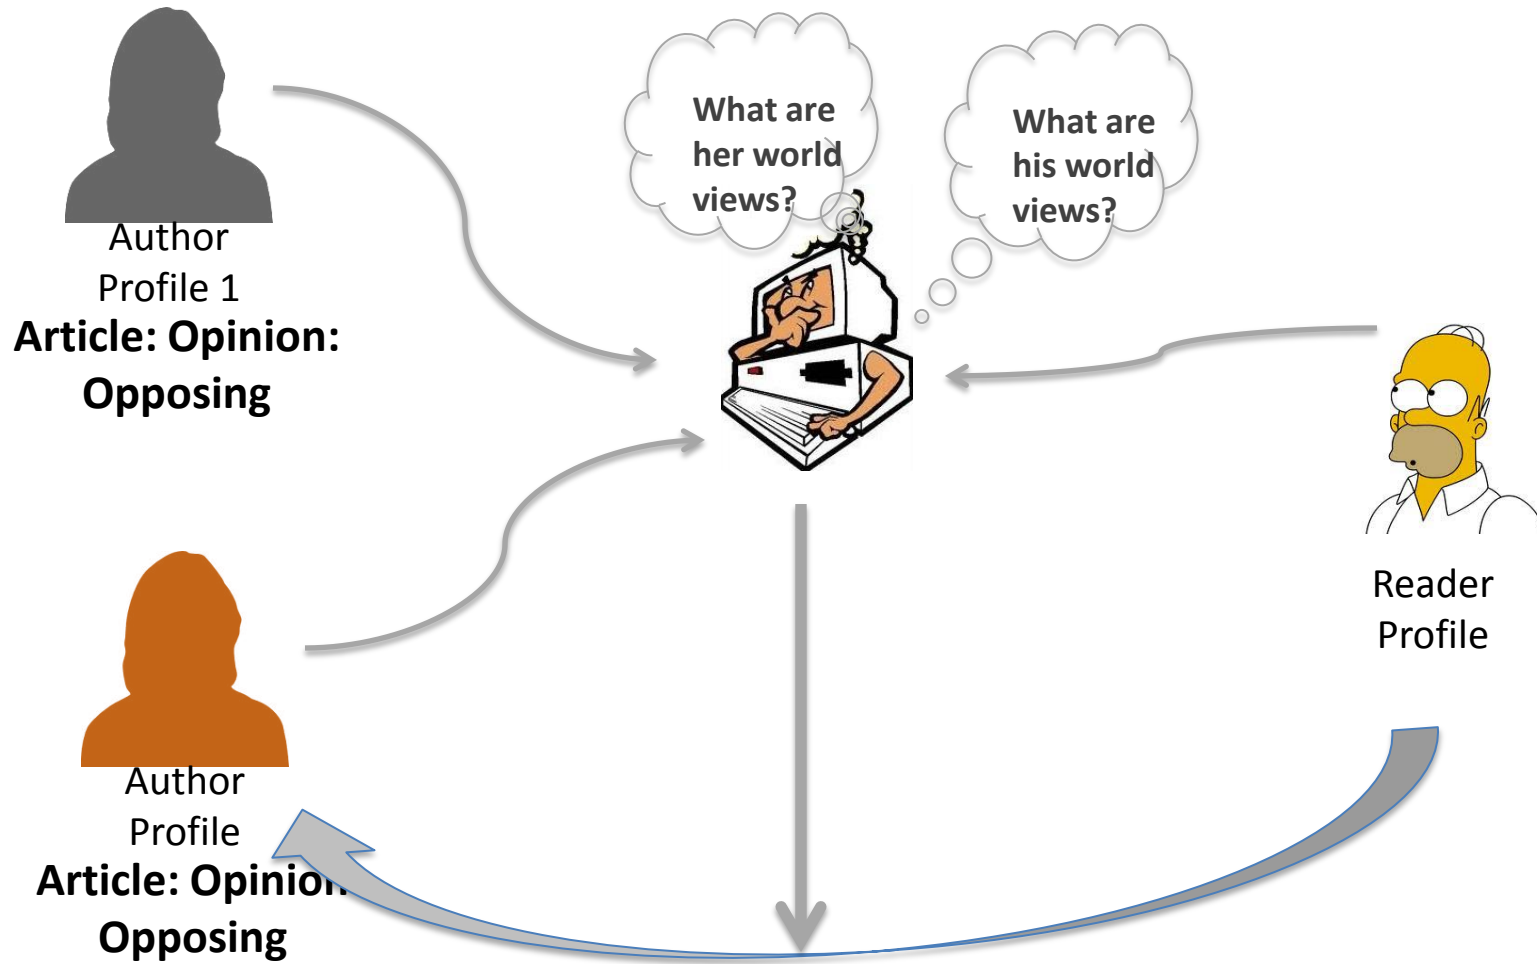 What are
her world
views?
What are
his world
views?
Author
Profile 1
Article: Opinion:
Opposing
Reader
Profile
Author
Profile
Article: Opinion
Opposing